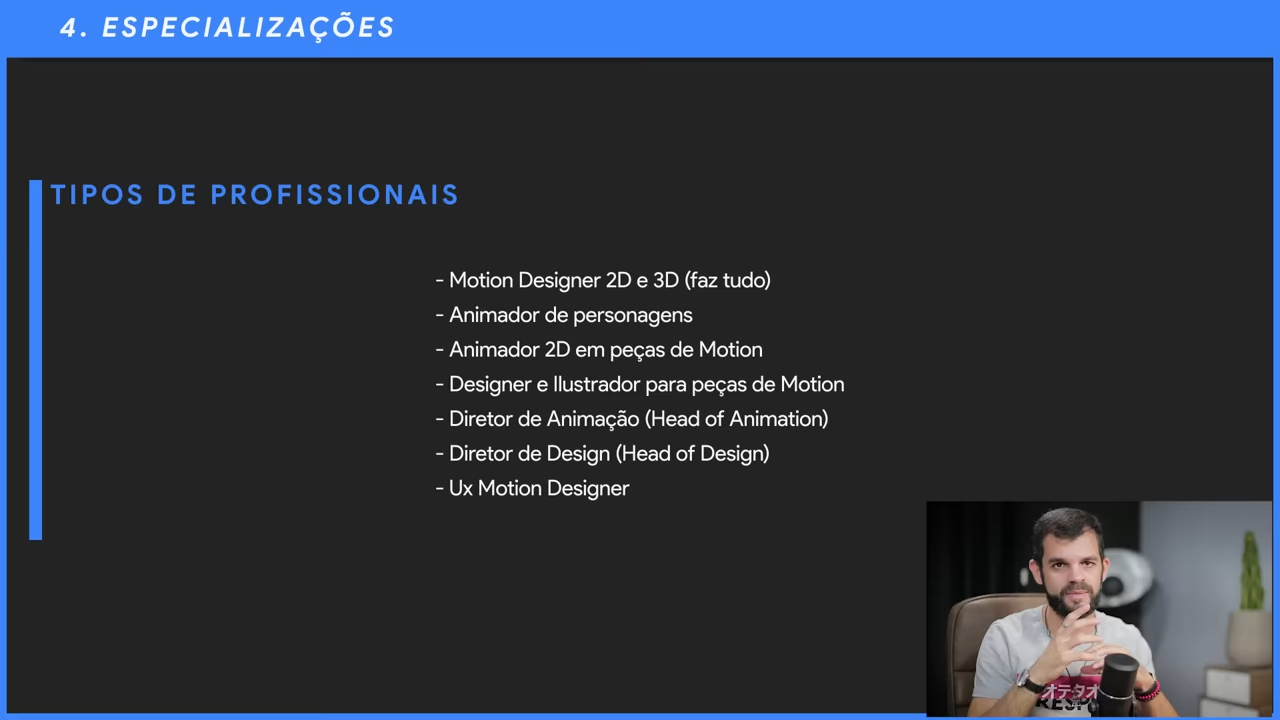 4. ESPECIALIZAÇÕES
TIPOS DE PROFISSIONAIS
- Motion Designer 2D e 3D (faz tudo)
- Animador de personagens
- Animador 2D em peças de Motion
- Designer e Ilustrador para peças de Motion
- Diretor de Animação (Head of Animation)
- Diretor de Design (Head of Design)
- Ux Motion Designer